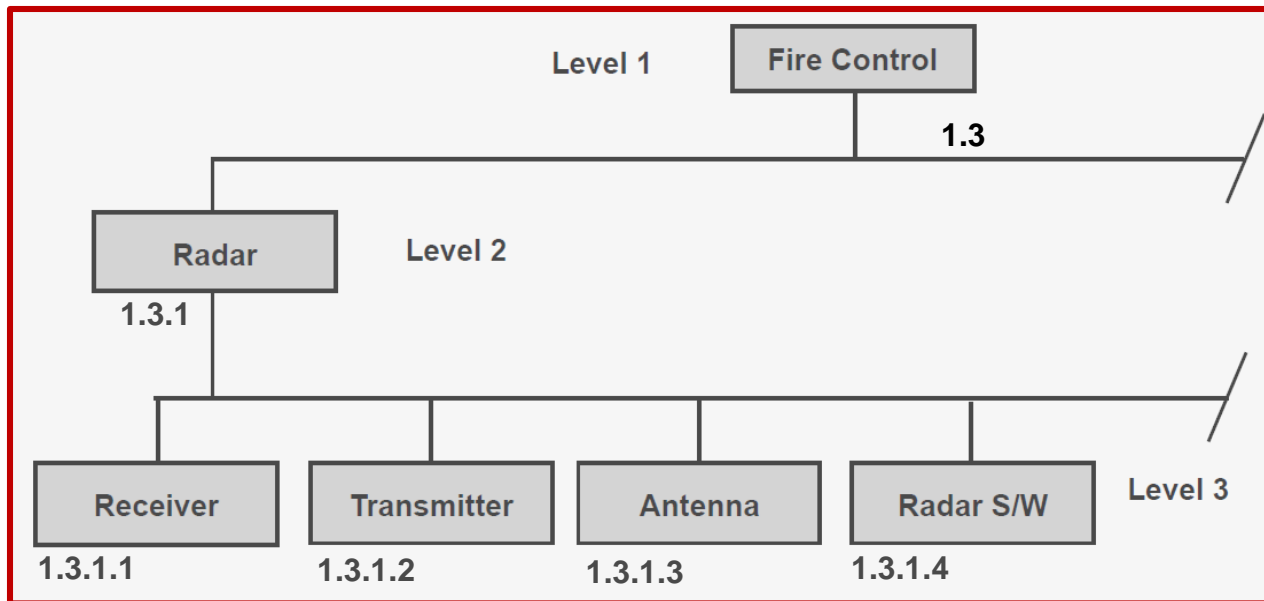 Level 1
Fire Control
1.3
Radar
Level 2
1.3.1
Receiver
Transmitter
Antenna
Radar S/W
Level 3
1.3.1.1
1.3.1.2
1.3.1.3
1.3.1.4